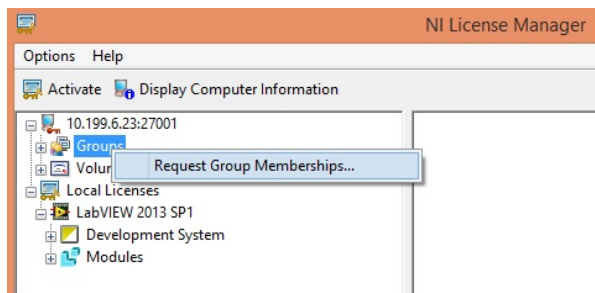 NI License Manager
Options Help
Activate Display Computer Information
10.199.6.23:27001
Groups
Request Group Memberships...
Local Licenses
LabVIEW 2013 SP1
Development System
Modules